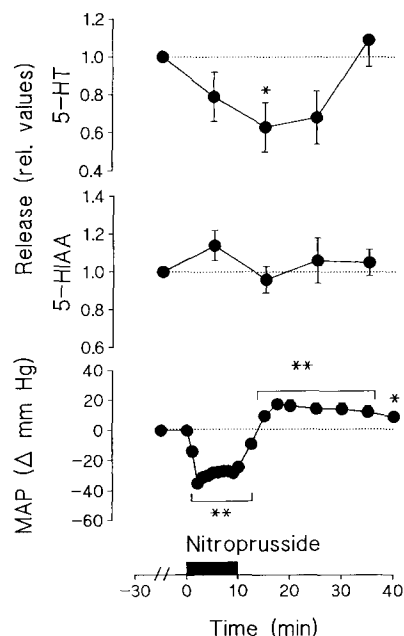 Release (rel. values)
5-HT
1.2
1.0
0.8
0.6
0.4
*
5-HIAA
1.4
1.2
1.0
0.8
0.6
MAP (Δ mm Hg)
40
20
0
-20
-40
-60
**
*
**
Nitroprusside
-30 0 10 20 30 40
Time (min)